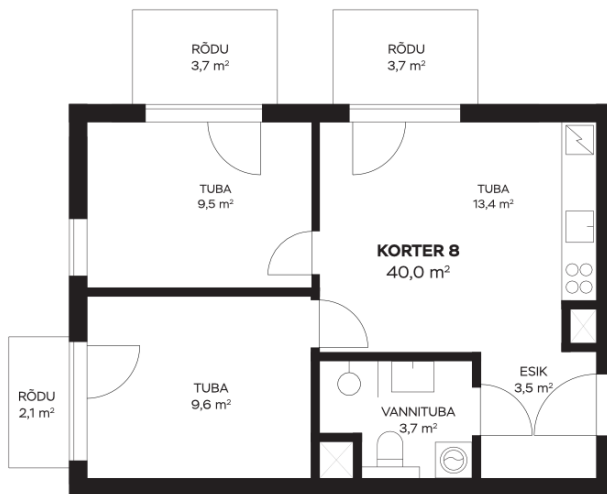 RÕDU
3,7 m²
RÕDU
3,7 m²
TUBA
9,5 m²
TUBA
13,4 m²
KORTER 8
40,0 m²
RÕDU
2,1 m²
TUBA
9,6 m²
ESIK
3,5 m²
VANNITUBA
3,7 m²